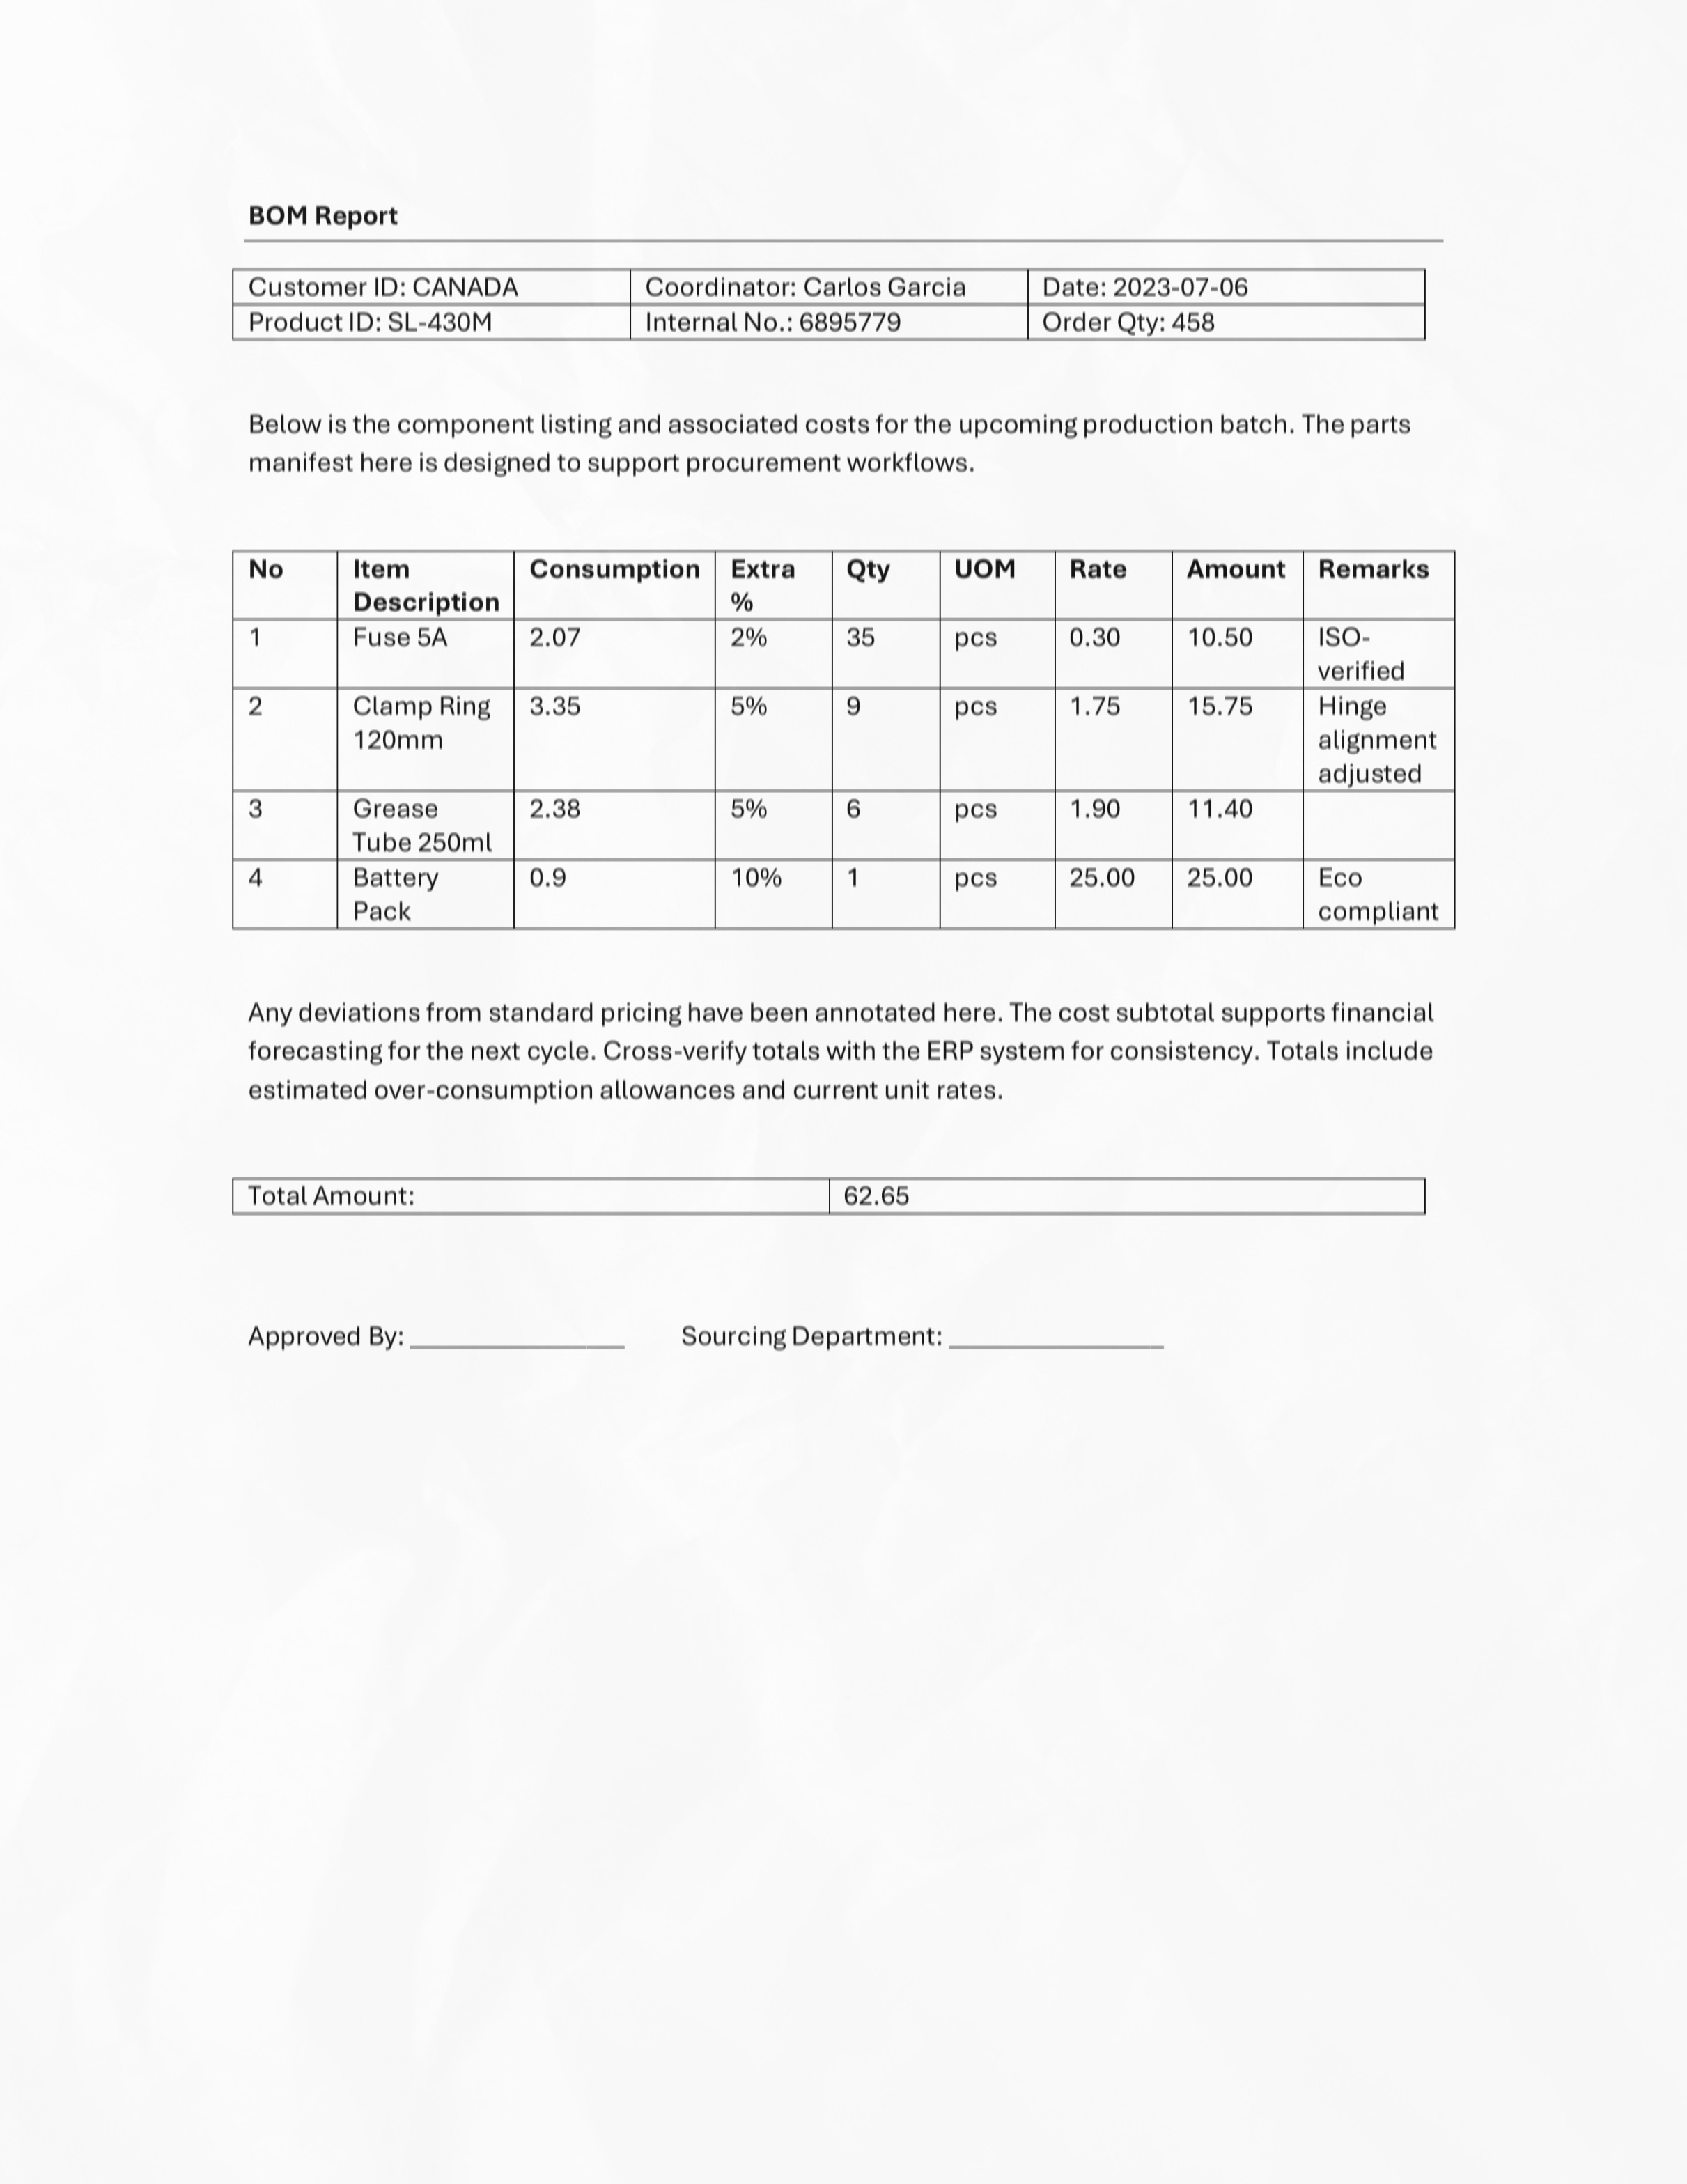 BOM Report
Customer ID: CANADA Coordinator: Carlos Garcia Date: 2023-07-06
Product ID: SL-430M Internal No.: 6895779 Order Qty: 458
Below is the component listing and associated costs for the upcoming production batch. The parts
manifest here is designed to support procurement workflows.
No Item Description Consumption Extra % Qty UOM Rate Amount Remarks
1 Fuse 5A 2.07 2% 35 pcs 0.30 10.50 ISO-verified
2 Clamp Ring 120mm 3.35 5% 9 pcs 1.75 15.75 Hinge alignment adjusted
3 Grease Tube 250ml 2.38 5% 6 pcs 1.90 11.40
4 Battery Pack 0.9 10% 1 pcs 25.00 25.00 Eco compliant
Any deviations from standard pricing have been annotated here. The cost subtotal supports financial
forecasting for the next cycle. Cross-verify totals with the ERP system for consistency. Totals include
estimated over-consumption allowances and current unit rates.
Total Amount: 62.65
Approved By: ________________ Sourcing Department: ________________